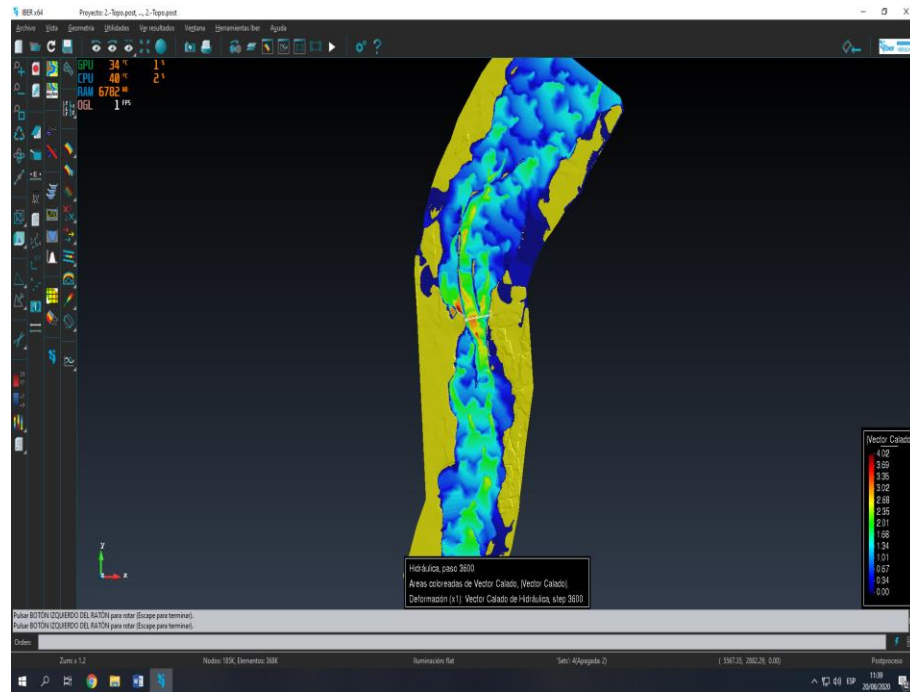 IBER x64 Proyecto: 2.-Topo.post, ..., 2.-Topo.post
Archivo Vista Geometría Utilidades Ver resultados Ventana Herramientas Iber Ayuda
Iber
GPU 34 °C 1 %
CPU 40 °C 2 %
RAM 6782 MB
OGL 1 FPS
|Vector Calado|
4.02
3.69
3.35
3.02
2.68
2.35
2.01
1.68
1.34
1.01
0.67
0.34
0.00
y
x
Hidráulica, paso 3600
Areas coloreadas de Vector Calado, |Vector Calado|.
Deformación (x1): Vector Calado de Hidráulica, step 3600.
Pulsar BOTÓN IZQUIERDO DEL RATÓN para rotar (Escape para terminar).
Pulsar BOTÓN IZQUIERDO DEL RATÓN para rotar (Escape para terminar).
Orden:
Zum: x 1.2 Nodos: 185K, Elementos: 368K Iluminación: flat 'Sets': 4(Apagada: 2) ( 5567.35, 2082.29, 0.00) Postproceso
ESP 11:39
20/08/2020